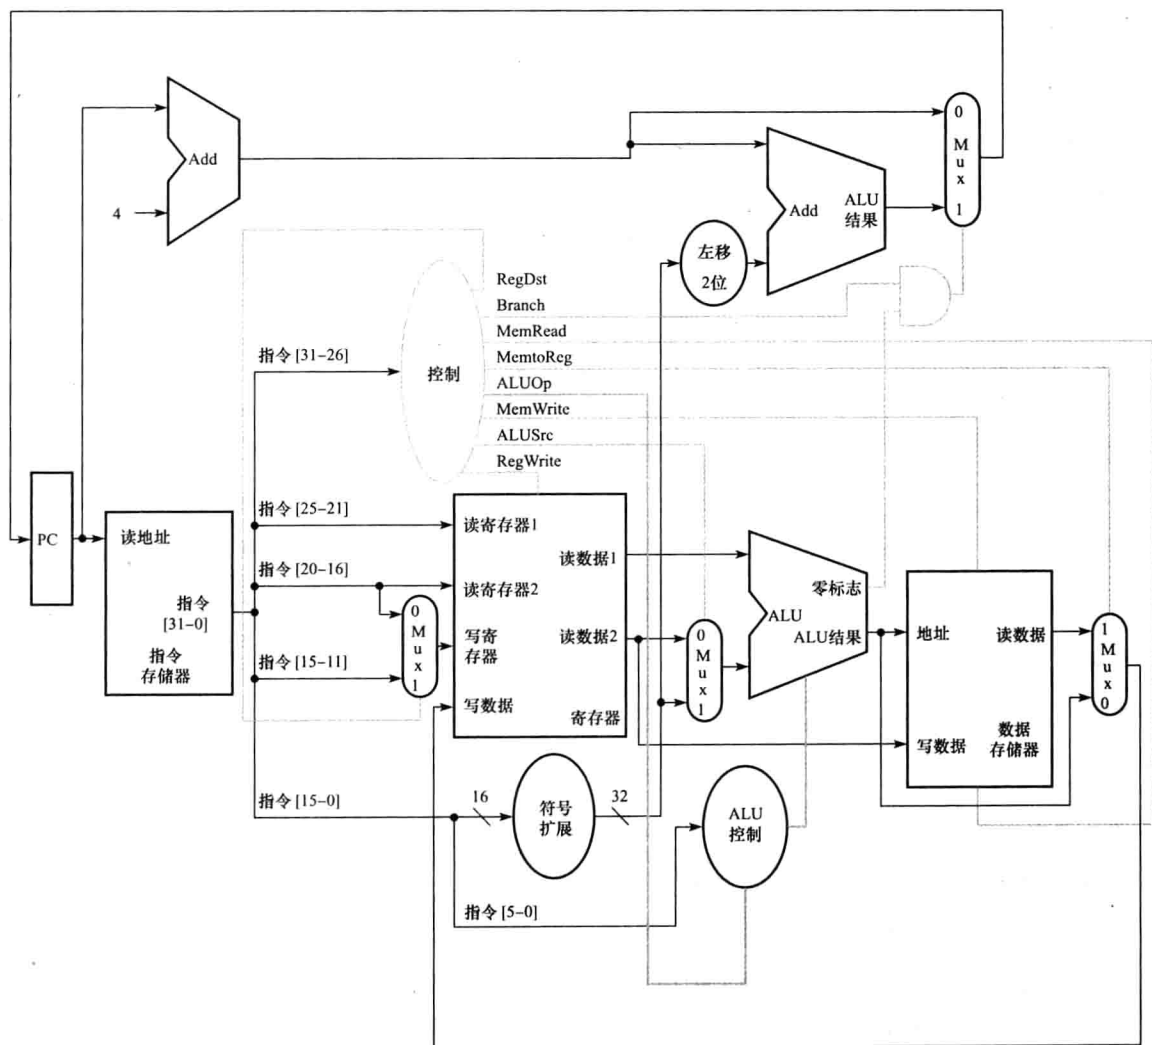 0
M
u
x
1
Add
ALU
结果
Add
4
左移
2位
RegDst
Branch
MemRead
MemtoReg
ALUOp
MemWrite
ALUSrc
RegWrite
控制
指令 [31–26]
PC
读地址
指令
[31–0]
指令
存储器
指令 [25–21]
指令 [20–16]
指令 [15–11]
0
M
u
x
1
读寄存器1
读寄存器2
写寄
存器
写数据
读数据1
读数据2
寄存器
0
M
u
x
1
ALU
零标志
ALU结果
地址
读数据
写数据
数据
存储器
1
M
u
x
0
指令 [15–0]
16
符号
扩展
32
ALU
控制
指令 [5–0]